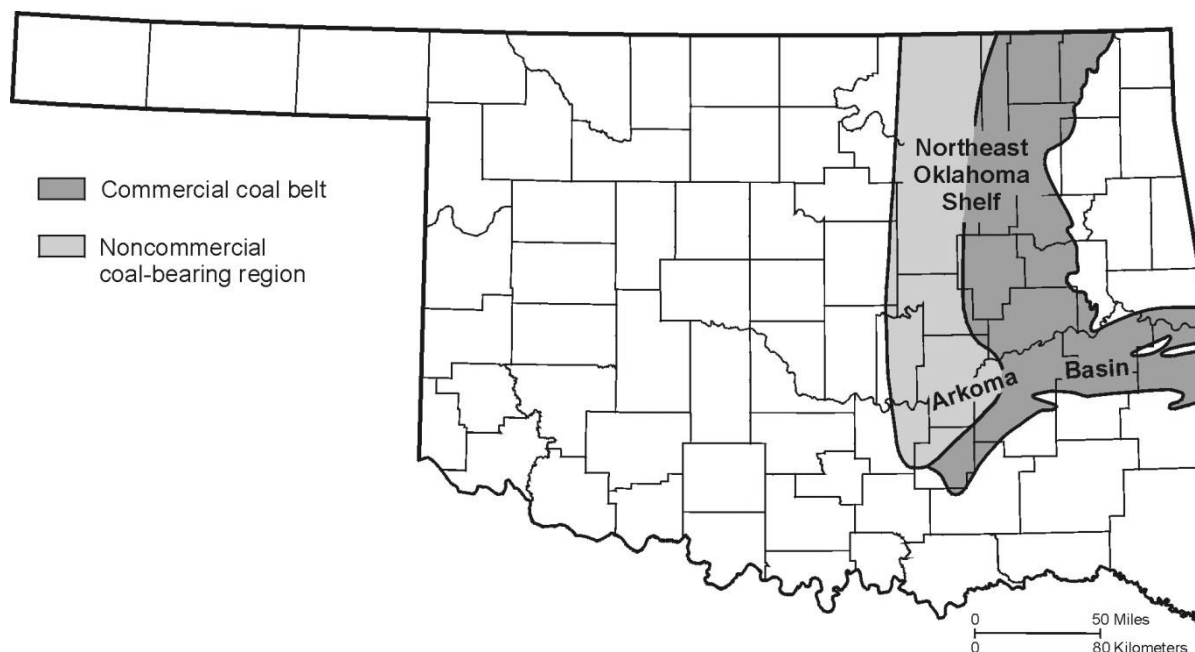 Northeast
Oklahoma
Shelf
Commercial coal belt
Noncommercial
coal-bearing region
Arkoma Basin
0 50 Miles
0 80 Kilometers